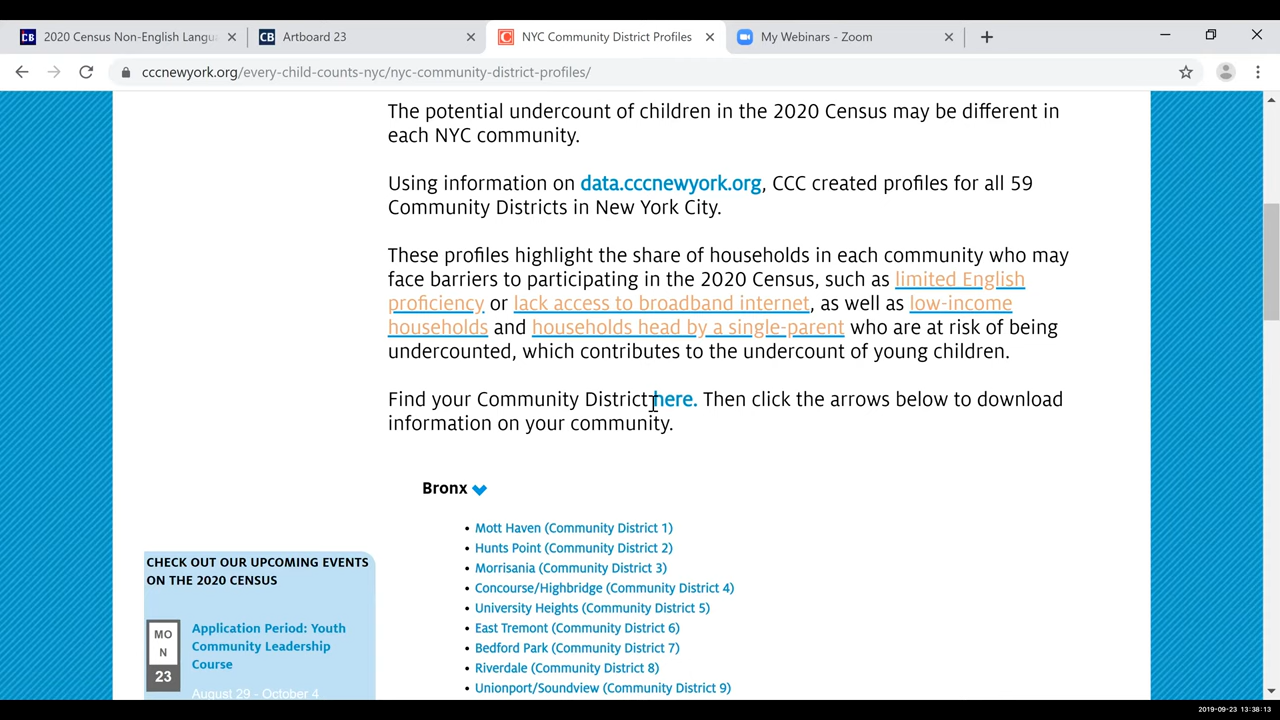 2020 Census Non-English Langu
CB Artboard 23
NYC Community District Profiles
My Webinars - Zoom
cccnewyork.org/every-child-counts-nyc/nyc-community-district-profiles/
The potential undercount of children in the 2020 Census may be different in
each NYC community.
Using information on data.cccnewyork.org, CCC created profiles for all 59
Community Districts in New York City.
These profiles highlight the share of households in each community who may
face barriers to participating in the 2020 Census, such as limited English
proficiency or lack access to broadband internet, as well as low-income
households and households head by a single-parent who are at risk of being
undercounted, which contributes to the undercount of young children.
Find your Community District here. Then click the arrows below to download
information on your community.
Bronx
• Mott Haven (Community District 1)
• Hunts Point (Community District 2)
• Morrisania (Community District 3)
• Concourse/Highbridge (Community District 4)
• University Heights (Community District 5)
• East Tremont (Community District 6)
• Bedford Park (Community District 7)
• Riverdale (Community District 8)
• Unionport/Soundview (Community District 9)
CHECK OUT OUR UPCOMING EVENTS
ON THE 2020 CENSUS
MO
N
23
Application Period: Youth
Community Leadership
Course
August 29 - October 4
2019-09-23 13:38:13